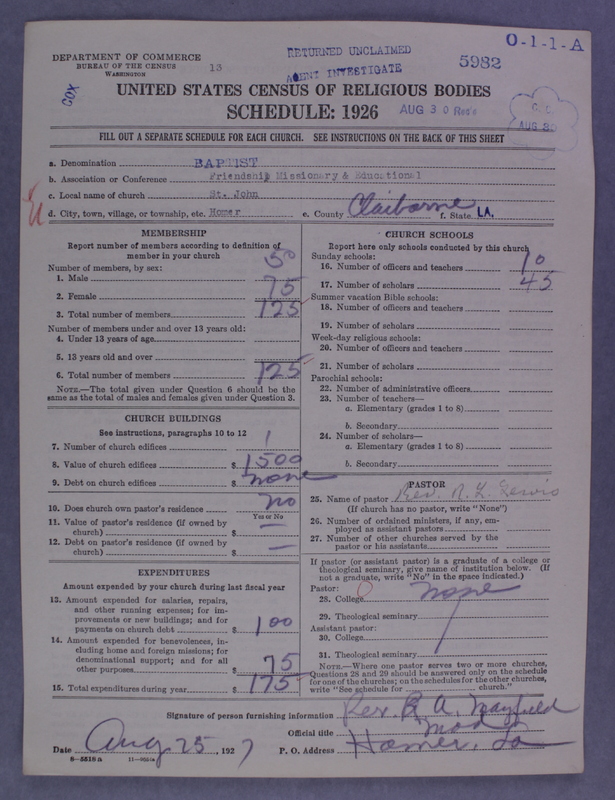 O-1-1-A
DEPARTMENT OF COMMERCE
BUREAU OF THE CENSUS
WASHINGTON
13
RETURNED UNCLAIMED
AGENT INVESTIGATE
5982
COX
UNITED STATES CENSUS OF RELIGIOUS BODIES
SCHEDULE: 1926
AUG 30 Rec'd
AUG 30
FILL OUT A SEPARATE SCHEDULE FOR EACH CHURCH. SEE INSTRUCTIONS ON THE BACK OF THIS SHEET
a. Denomination BAPTIST
b. Association or Conference Friendship Missionary & Educational
c. Local name of church St. John
d. City, town, village, or township, etc. Homer e. County Claiborne f. State LA.
MEMBERSHIP
Report number of members according to definition of
member in your church
Number of members, by sex:
1. Male 50
2. Female 75
3. Total number of members 125
Number of members under and over 13 years old:
4. Under 13 years of age
5. 13 years old and over
6. Total number of members 125
NOTE.—The total given under Question 6 should be the
same as the total of males and females given under Question 3.
CHURCH BUILDINGS
See instructions, paragraphs 10 to 12
7. Number of church edifices 1
8. Value of church edifices $ 1500
9. Debt on church edifices $ none
10. Does church own pastor's residence no
Yes or No
11. Value of pastor's residence (if owned by
church) $ —
12. Debt on pastor's residence (if owned by
church) $ —
EXPENDITURES
Amount expended by your church during last fiscal year
13. Amount expended for salaries, repairs,
and other running expenses; for im-
provements or new buildings; and for
payments on church debt $ 100
14. Amount expended for benevolences, in-
cluding home and foreign missions; for
denominational support; and for all
other purposes $ 75
15. Total expenditures during year $ 175
CHURCH SCHOOLS
Report here only schools conducted by this church
Sunday schools:
16. Number of officers and teachers 10
17. Number of scholars 45
Summer vacation Bible schools:
18. Number of officers and teachers
19. Number of scholars
Week-day religious schools:
20. Number of officers and teachers
21. Number of scholars
Parochial schools:
22. Number of administrative officers
23. Number of teachers—
a. Elementary (grades 1 to 8)
b. Secondary
24. Number of scholars—
a. Elementary (grades 1 to 8)
b. Secondary
PASTOR
25. Name of pastor Rev. R. L. Lewis
(If church has no pastor, write "None")
26. Number of ordained ministers, if any, em-
ployed as assistant pastors
27. Number of other churches served by the
pastor or his assistants
If pastor (or assistant pastor) is a graduate of a college or
theological seminary, give name of institution below. (If
not a graduate, write "No" in the space indicated.)
Pastor:
28. College none
29. Theological seminary
Assistant pastor:
30. College
31. Theological seminary
NOTE.—Where one pastor serves two or more churches,
Questions 28 and 29 should be answered only on the schedule
for one of the churches; on the schedules for the other churches,
write "See schedule for church."
Signature of person furnishing information Rev. R. A. Mayfield
Official title Mod
Date Aug 25, 1927 P. O. Address Homer, La
8-5518 a